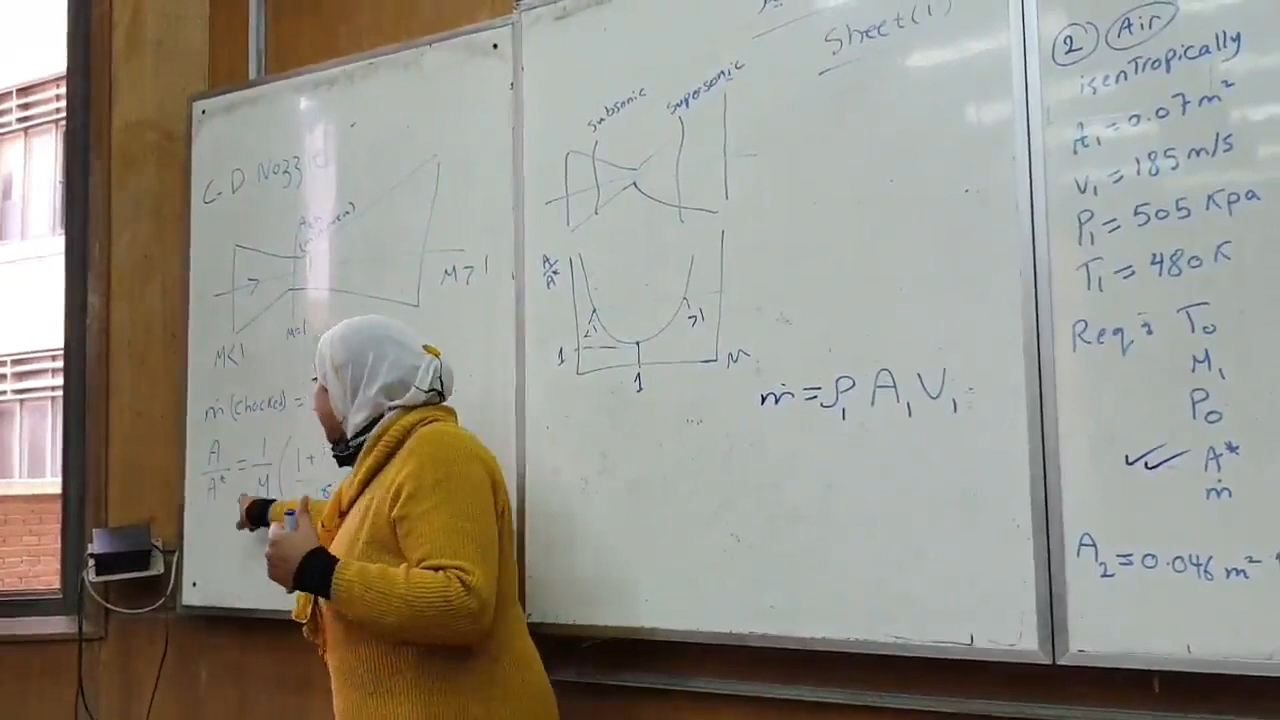 C-D Nozzle
M<1
M=1
M>1
ṁ (chocked) =
A/A* = 1/M (1+
Sheet(1)
Subsonic
supersonic
A/A*
<1
>1
1
1
M
ṁ = ρ₁ A₁ V₁ =
② Air
isenTropically
A₁ = 0.07 m²
V₁ = 185 m/s
P₁ = 505 Kpa
T₁ = 480 K
Req's T₀
M₁
P₀
A*
ṁ
A₂ = 0.046 m²